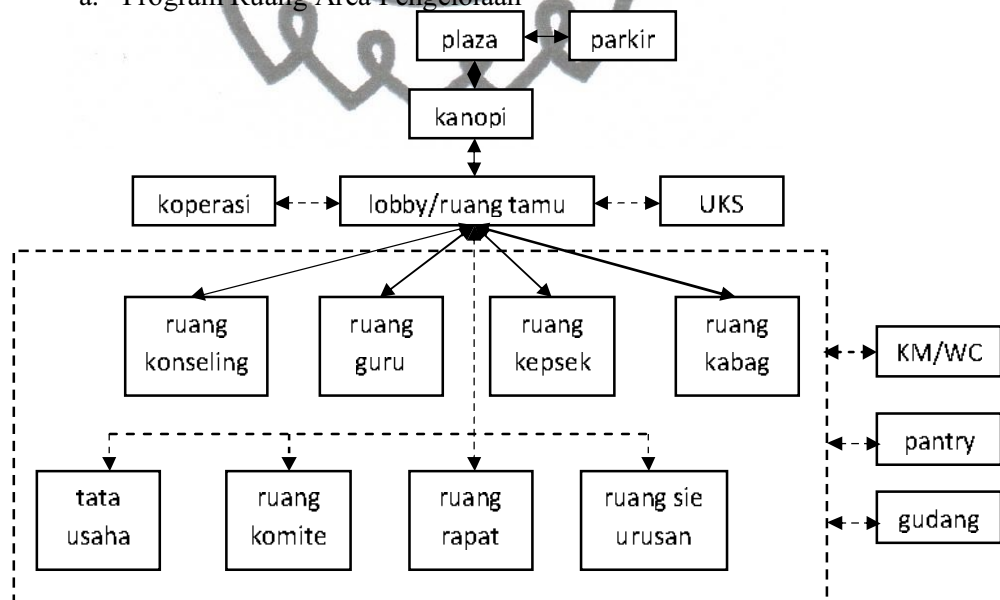 a. Program Ruang Area Pengelolaan
plaza
parkir
kanopi
koperasi
lobby/ruang tamu
UKS
ruang
konseling
ruang
guru
ruang
kepsek
ruang
kabag
KM/WC
pantry
gudang
tata
usaha
ruang
komite
ruang
rapat
ruang sie
urusan